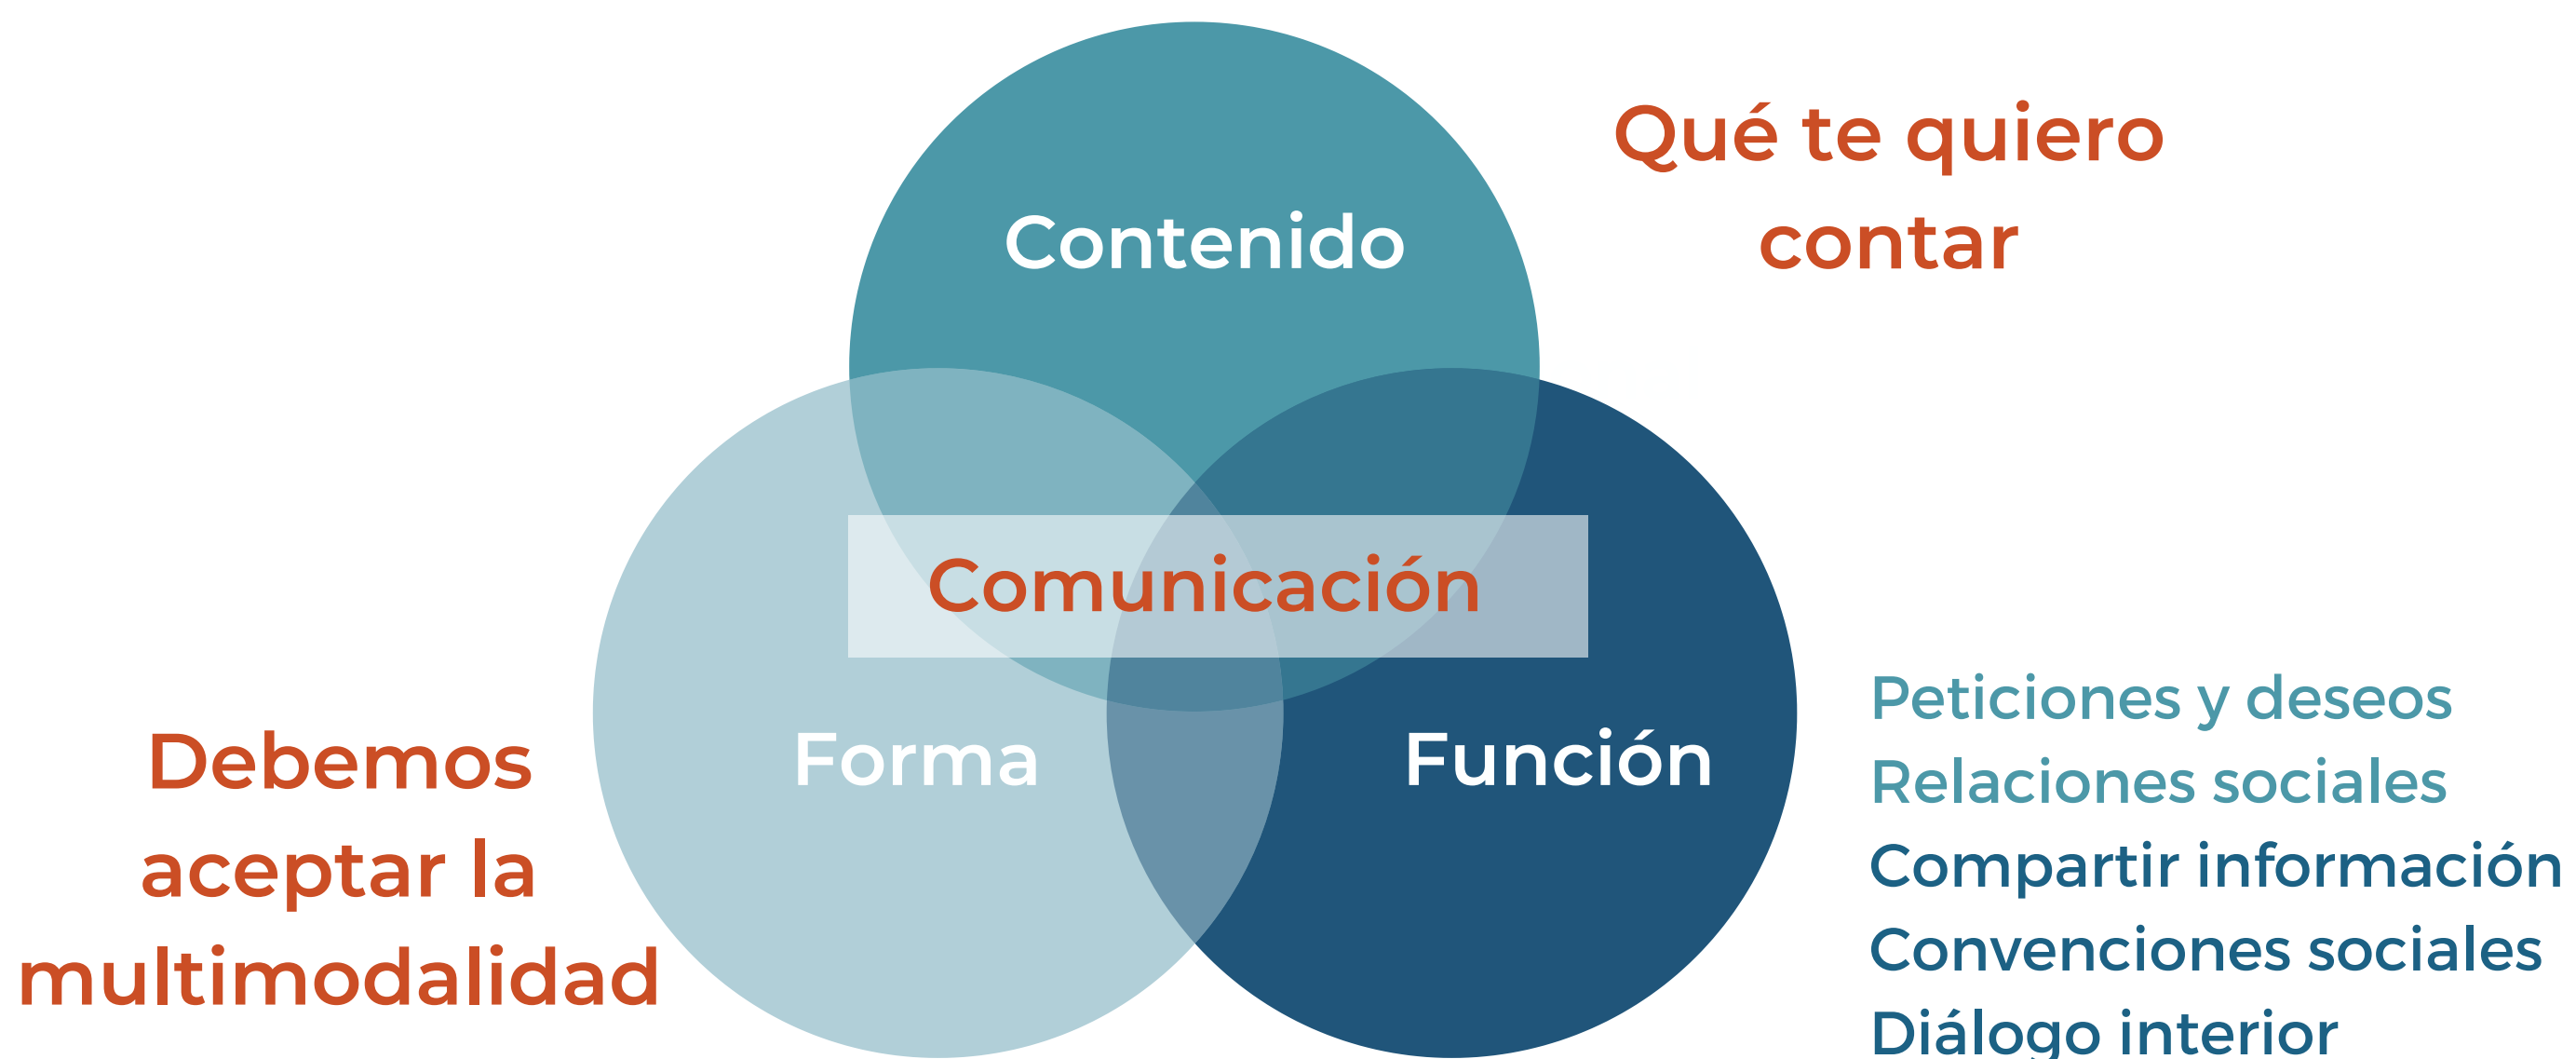 Qué te quiero
contar
Contenido
Comunicación
Forma
Función
Debemos
aceptar la
multimodalidad
Peticiones y deseos
Relaciones sociales
Compartir información
Convenciones sociales
Diálogo interior